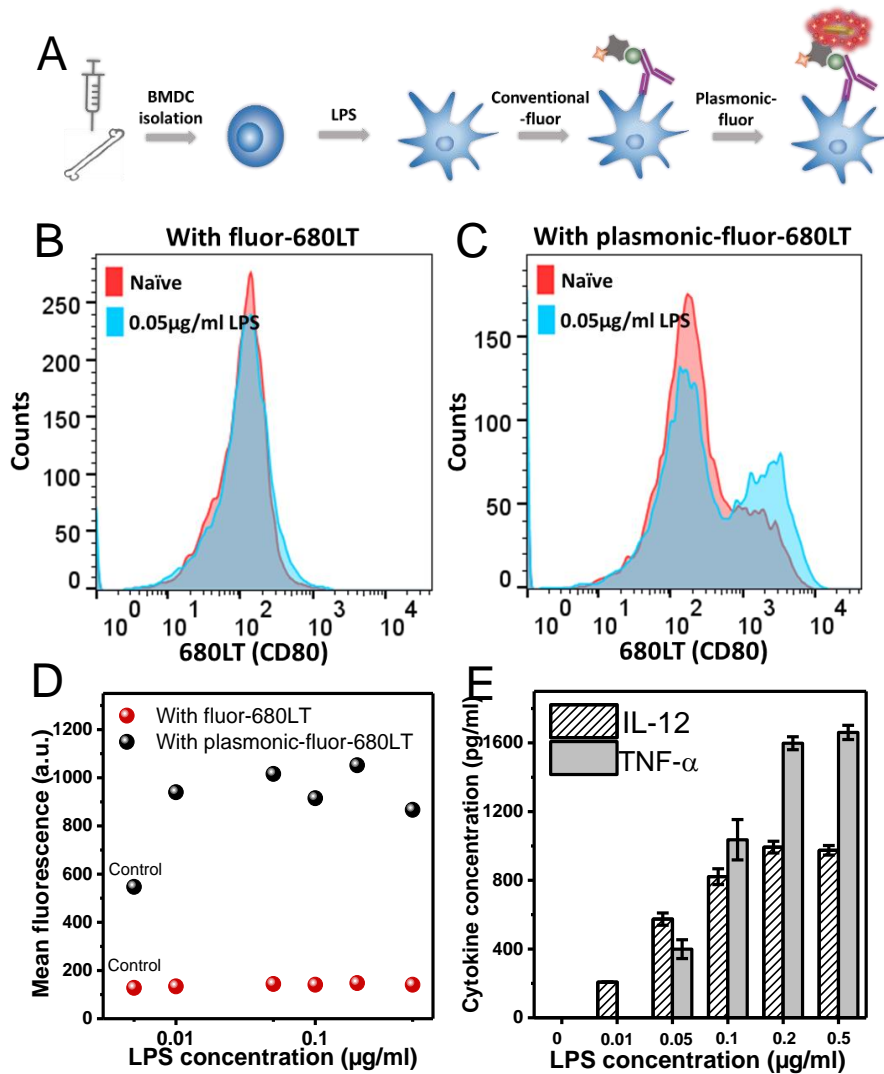 A
BMDC
isolation
LPS
Conventional
-fluor
Plasmonic-
fluor
B
With fluor-680LT
Naïve
0.05µg/ml LPS
Counts
250
200
150
100
50
0
10^0 10^1 10^2 10^3 10^4
680LT (CD80)
C
With plasmonic-fluor-680LT
Naïve
0.05µg/ml LPS
Counts
150
100
50
0
10^0 10^1 10^2 10^3 10^4
680LT (CD80)
D
With fluor-680LT
With plasmonic-fluor-680LT
Mean fluorescence (a.u.)
1200
1000
800
600
400
200
0
Control
Control
0.01 0.1
LPS concentration (µg/ml)
E
IL-12
TNF-α
Cytokine concentration (pg/ml)
1600
1200
800
400
0
0 0.01 0.05 0.1 0.2 0.5
LPS concentration (µg/ml)